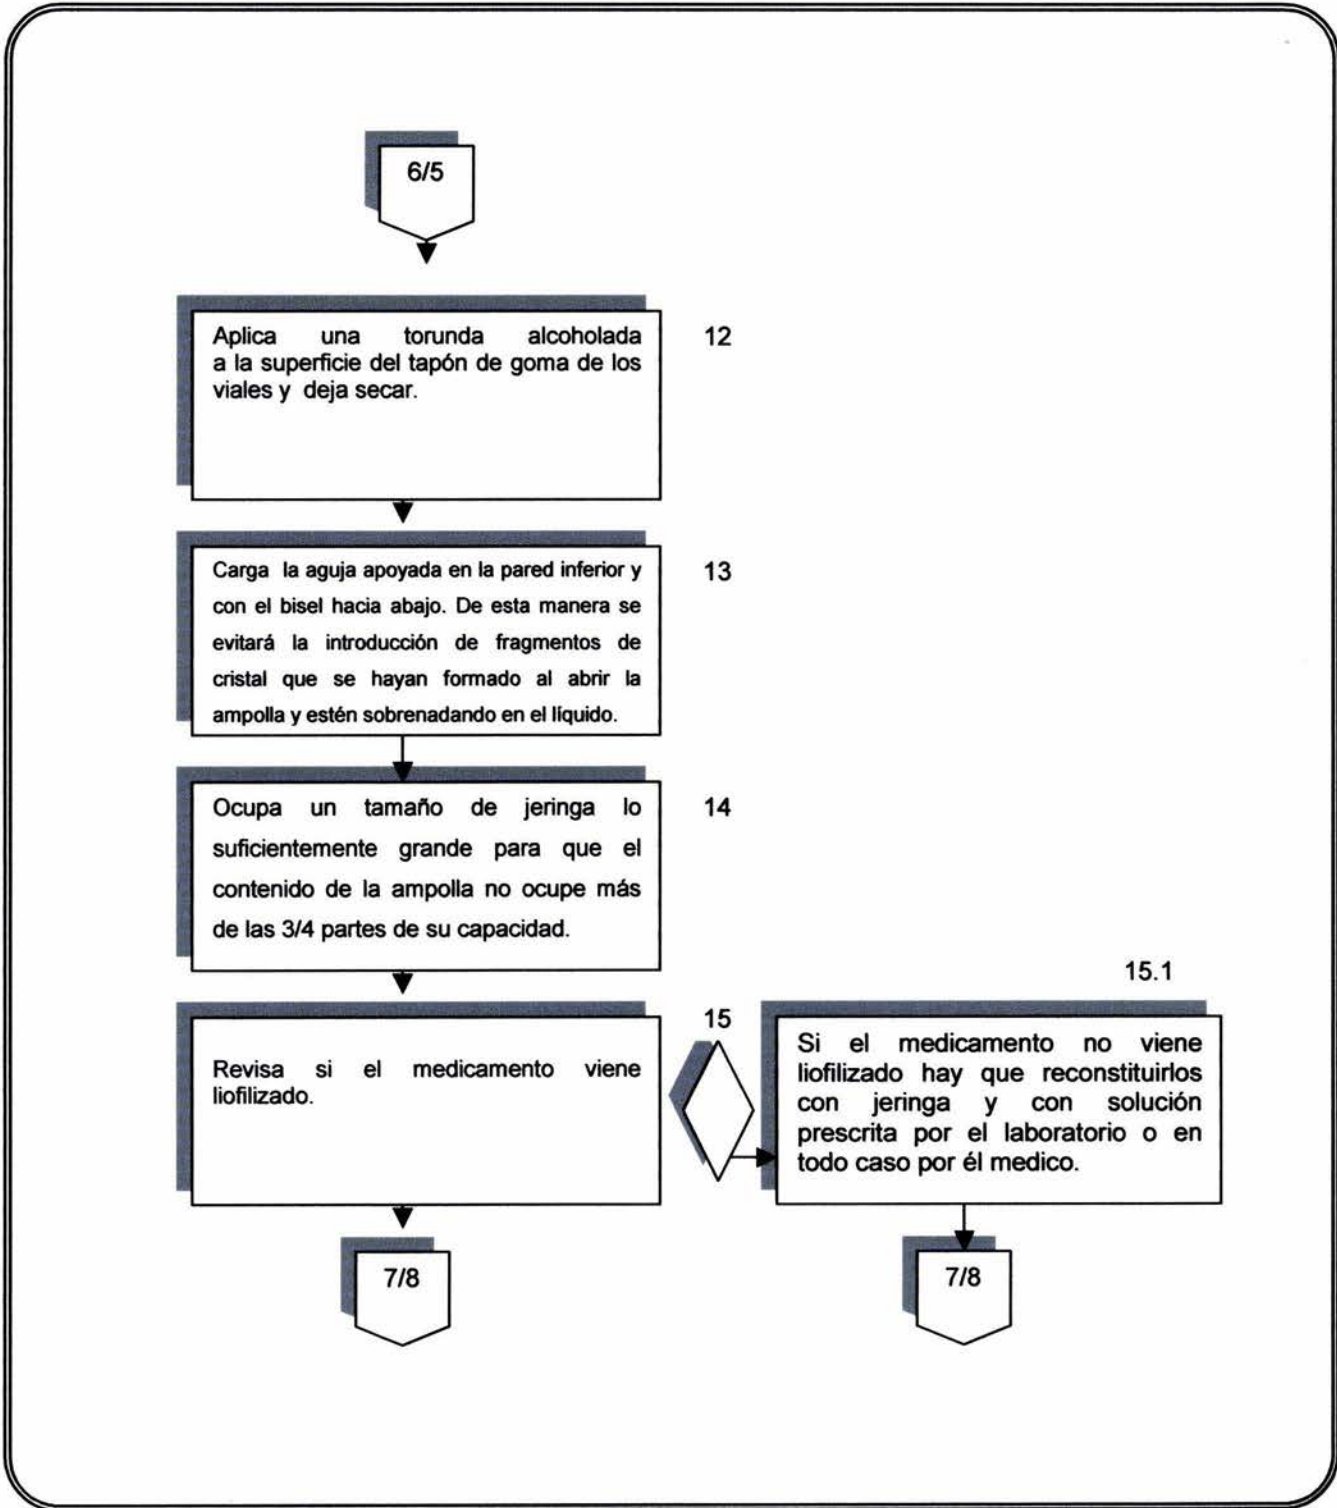 6/5
Aplica una torunda alcoholada
a la superficie del tapón de goma de los
viales y deja secar.
12
Carga la aguja apoyada en la pared inferior y
con el bisel hacia abajo. De esta manera se
evitará la introducción de fragmentos de
cristal que se hayan formado al abrir la
ampolla y estén sobrenadando en el líquido.
13
Ocupa un tamaño de jeringa lo
suficientemente grande para que el
contenido de la ampolla no ocupe más
de las 3/4 partes de su capacidad.
14
Revisa si el medicamento viene
liofilizado.
15
15.1
Si el medicamento no viene
liofilizado hay que reconstituirlos
con jeringa y con solución
prescrita por el laboratorio o en
todo caso por él medico.
7/8
7/8